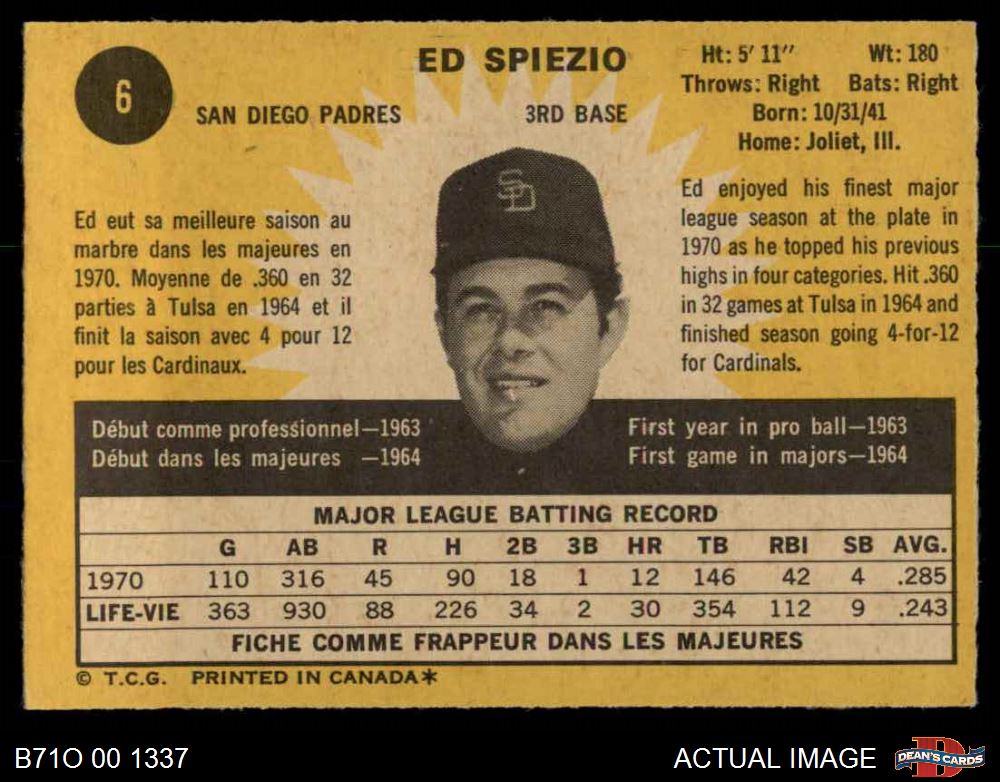 6
ED SPIEZIO
SAN DIEGO PADRES 3RD BASE
Ht: 5' 11" Wt: 180
Throws: Right Bats: Right
Born: 10/31/41
Home: Joliet, Ill.
SD
Ed eut sa meilleure saison au
marbre dans les majeures en
1970. Moyenne de .360 en 32
parties à Tulsa en 1964 et il
finit la saison avec 4 pour 12
pour les Cardinaux.
Ed enjoyed his finest major
league season at the plate in
1970 as he topped his previous
highs in four categories. Hit .360
in 32 games at Tulsa in 1964 and
finished season going 4-for-12
for Cardinals.
Début comme professionnel—1963
Début dans les majeures —1964
First year in pro ball—1963
First game in majors—1964
MAJOR LEAGUE BATTING RECORD
G AB R H 2B 3B HR TB RBI SB AVG.
1970 110 316 45 90 18 1 12 146 42 4 .285
LIFE-VIE 363 930 88 226 34 2 30 354 112 9 .243
FICHE COMME FRAPPEUR DANS LES MAJEURES
© T.C.G. PRINTED IN CANADA*
B71O 00 1337
ACTUAL IMAGE
D
DEAN'S CARDS